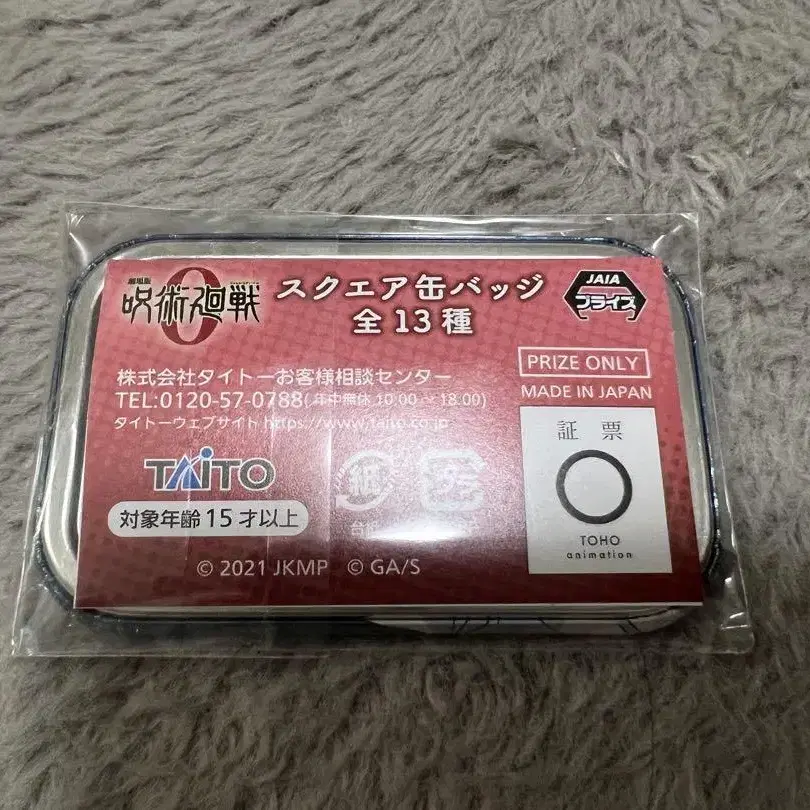 劇場版
呪術廻戦 0
スクエア缶バッジ
全13種
JAIA
プライズ
株式会社タイトーお客様相談センター
TEL:0120-57-0788(年中無休 10:00～18:00)
タイトーウェブサイト https://www.taito.co.jp
PRIZE ONLY
MADE IN JAPAN
TAITO
紙
プラ
対象年齢15才以上
証票
TOHO
animation
© 2021 JKMP © GA/S